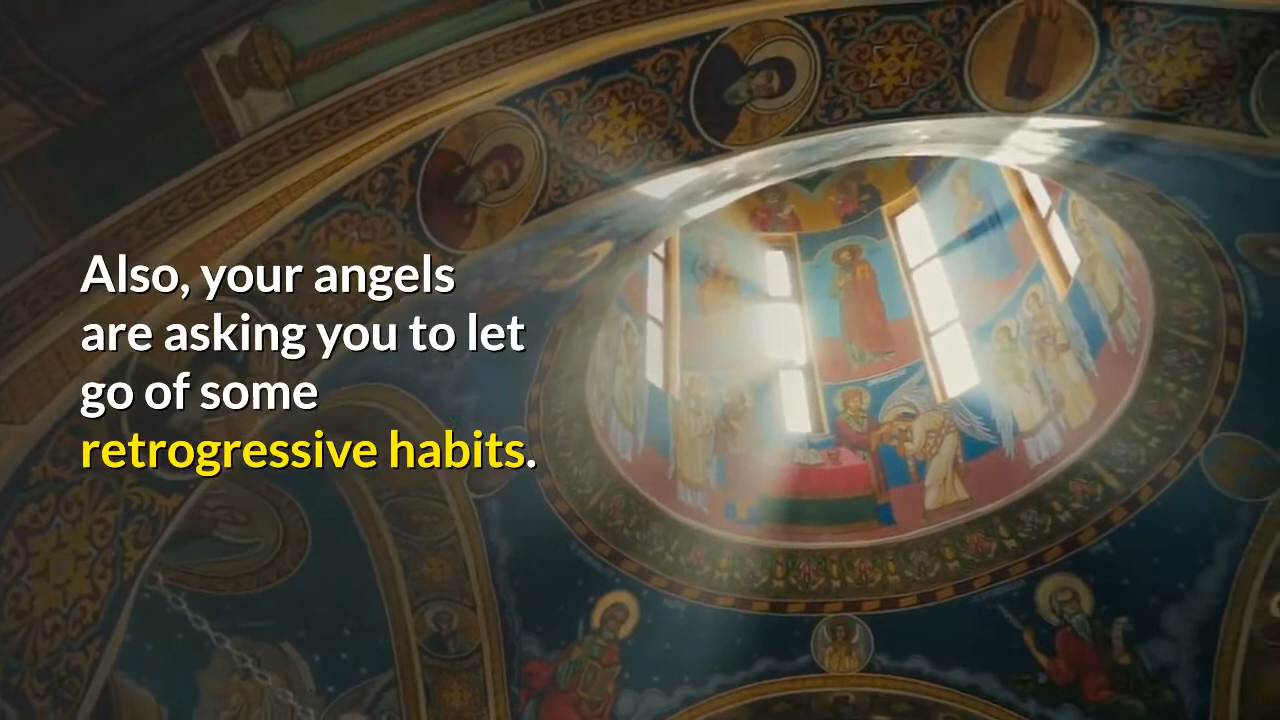 Also, your angels
are asking you to let
go of some
retrogressive habits.